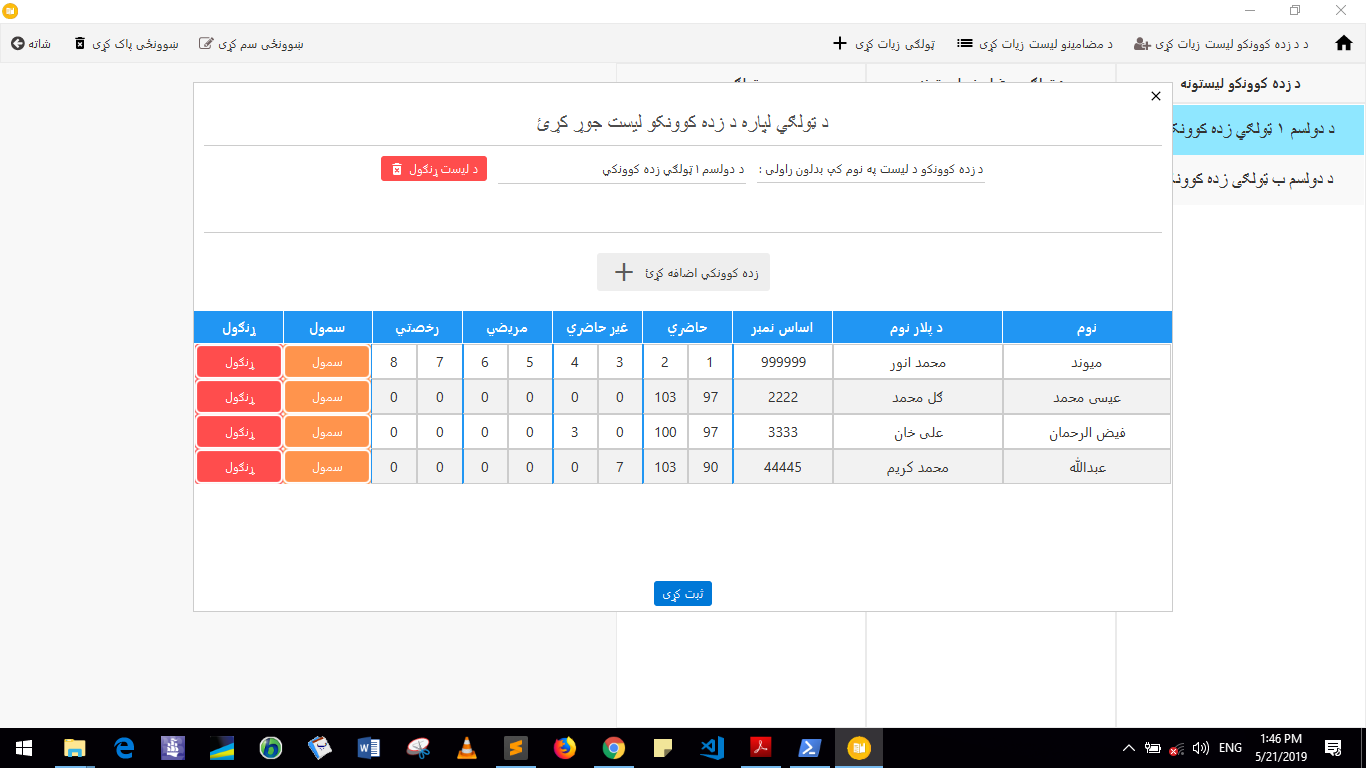 د د زده کوونکو لیست زیات کړی
د مضامینو لیست زیات کړی
ټولګی زیات کړی
ښوونځی سم کړی
ښوونځی پاک کړی
شاته
د زده کوونکو لیستونه
د دولسم ۱ ټولګي زده کوونک
د دولسم ب ټولګی زده کوونک
د ټولګي لپاره د زده کوونکو لیست جوړ کړئ
د زده کوونکو د لیست په نوم کې بدلون راولی :
د دولسم ۱ ټولګي زده کوونکي
د لیست ړنګول
زده کوونکي اضافه کړئ
نوم د پلار نوم اساس نمبر حاضري غیر حاضري مریضي رخصتي سمول ړنګول
میوند محمد انور 999999 1 2 3 4 5 6 7 8 سمول ړنګول
عیسی محمد ګل محمد 2222 97 103 0 0 0 0 0 0 سمول ړنګول
فیض الرحمان علی خان 3333 97 100 0 3 0 0 0 0 سمول ړنګول
عبدالله محمد کریم 44445 90 103 7 0 0 0 0 0 سمول ړنګول
ثبت کړی
ENG
1:46 PM
5/21/2019